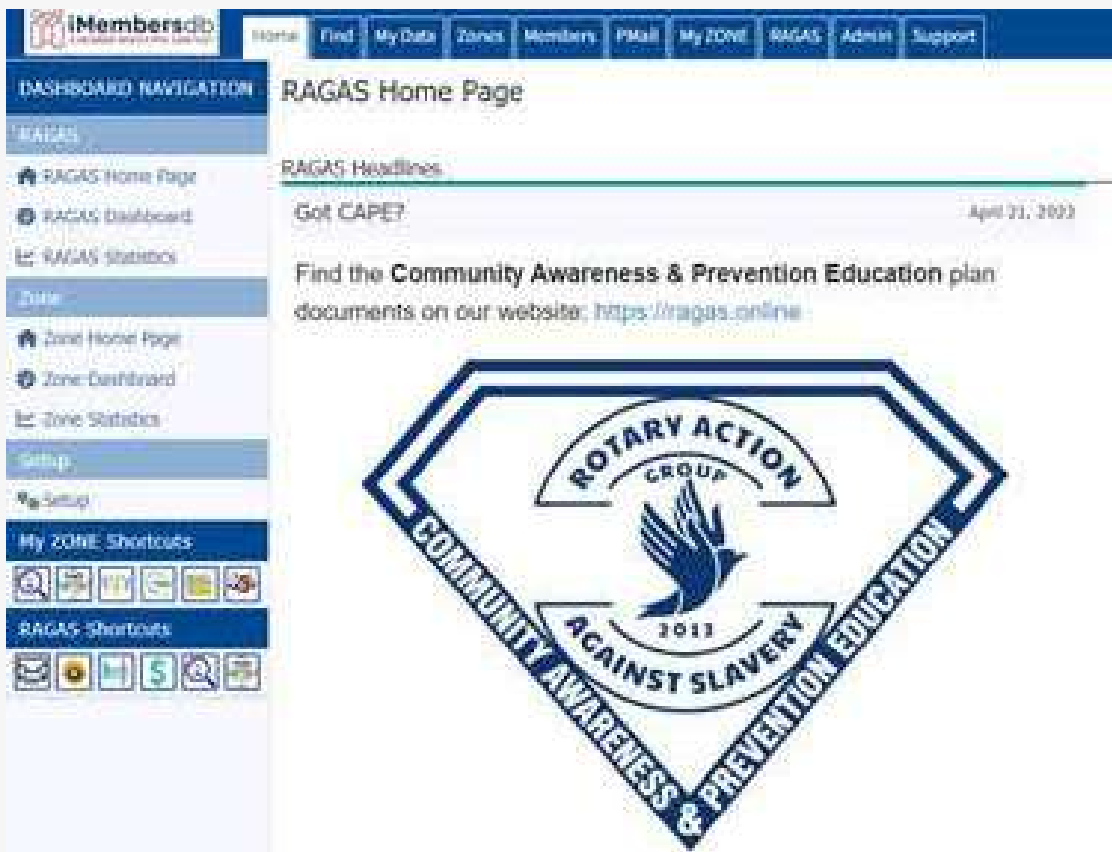 iMembersdb
Home Find My Data Zones Members PMail My ZONE RAGAS Admin Support
DASHBOARD NAVIGATION
RAGAS
RAGAS Home Page
RAGAS Dashboard
RAGAS Statistics
Zone
Zone Home Page
Zone Dashboard
Zone Statistics
Setup
Setup
My ZONE Shortcuts
RAGAS Shortcuts
RAGAS Home Page
RAGAS Headlines
Got CAPE?
Find the Community Awareness & Prevention Education plan
documents on our website: https://ragas.online
ROTARY ACTION
GROUP
2013
AGAINST SLAVERY
COMMUNITY AWARENESS & PREVENTION EDUCATION